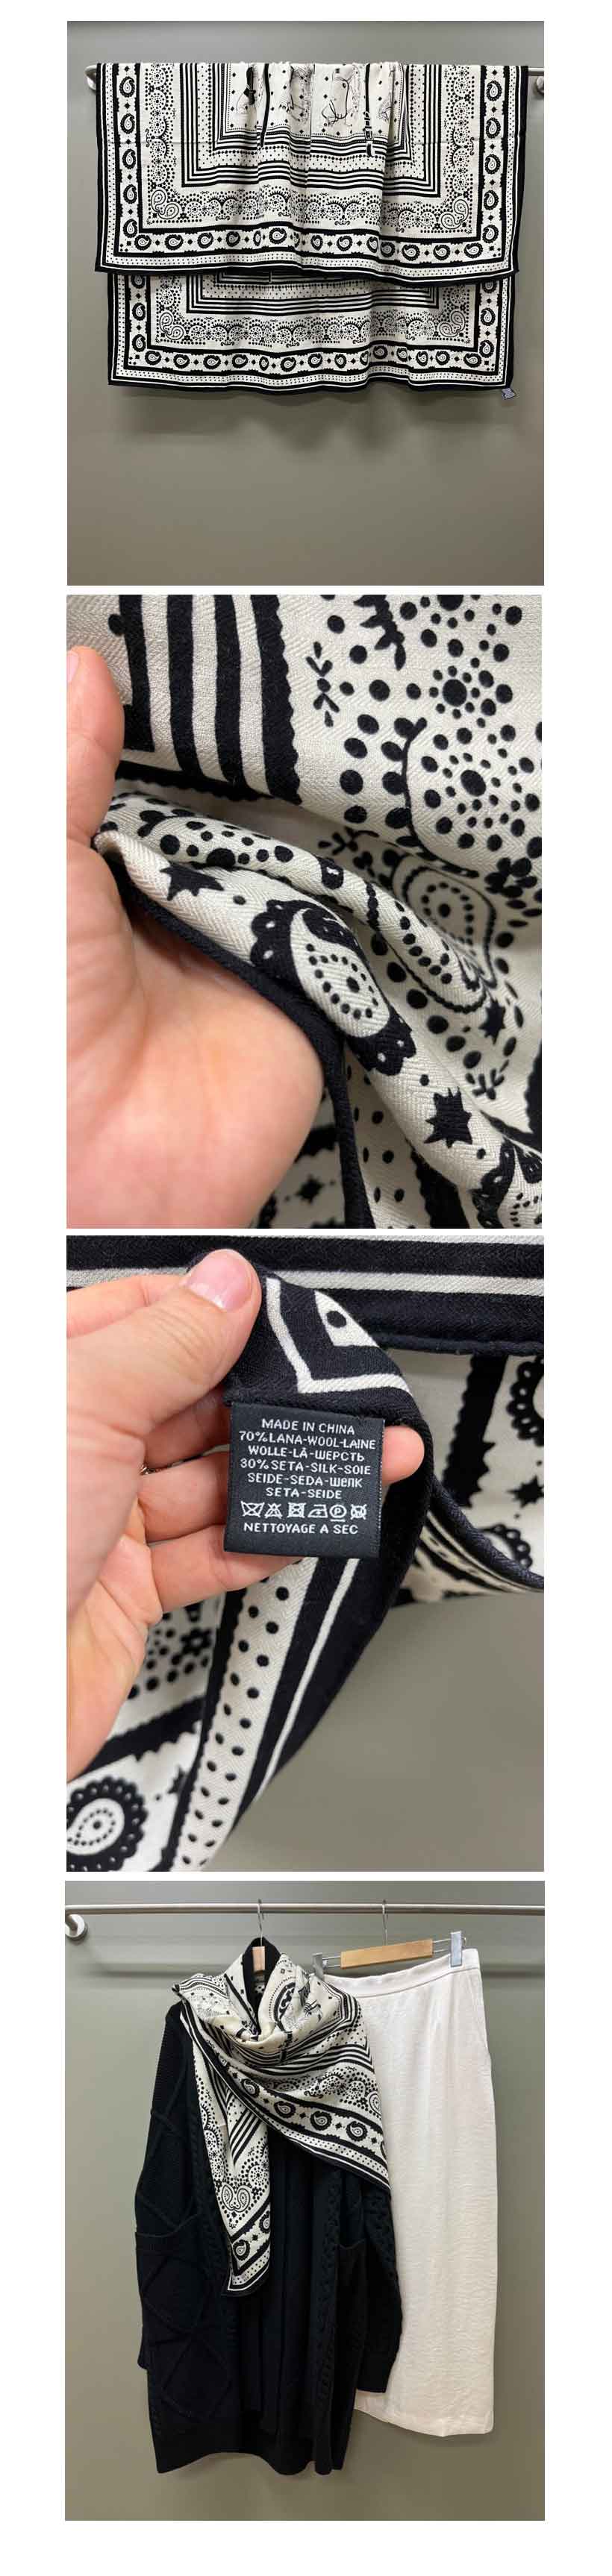 MADE IN CHINA
70%LANA-WOOL-LAINE
WOLLE-LÃ-ШЕРСТЬ
30%SETA-SILK-SOIE
SEIDE-SEDA-ШЕЛК
SETA-SEIDE
NETTOYAGE A SEC